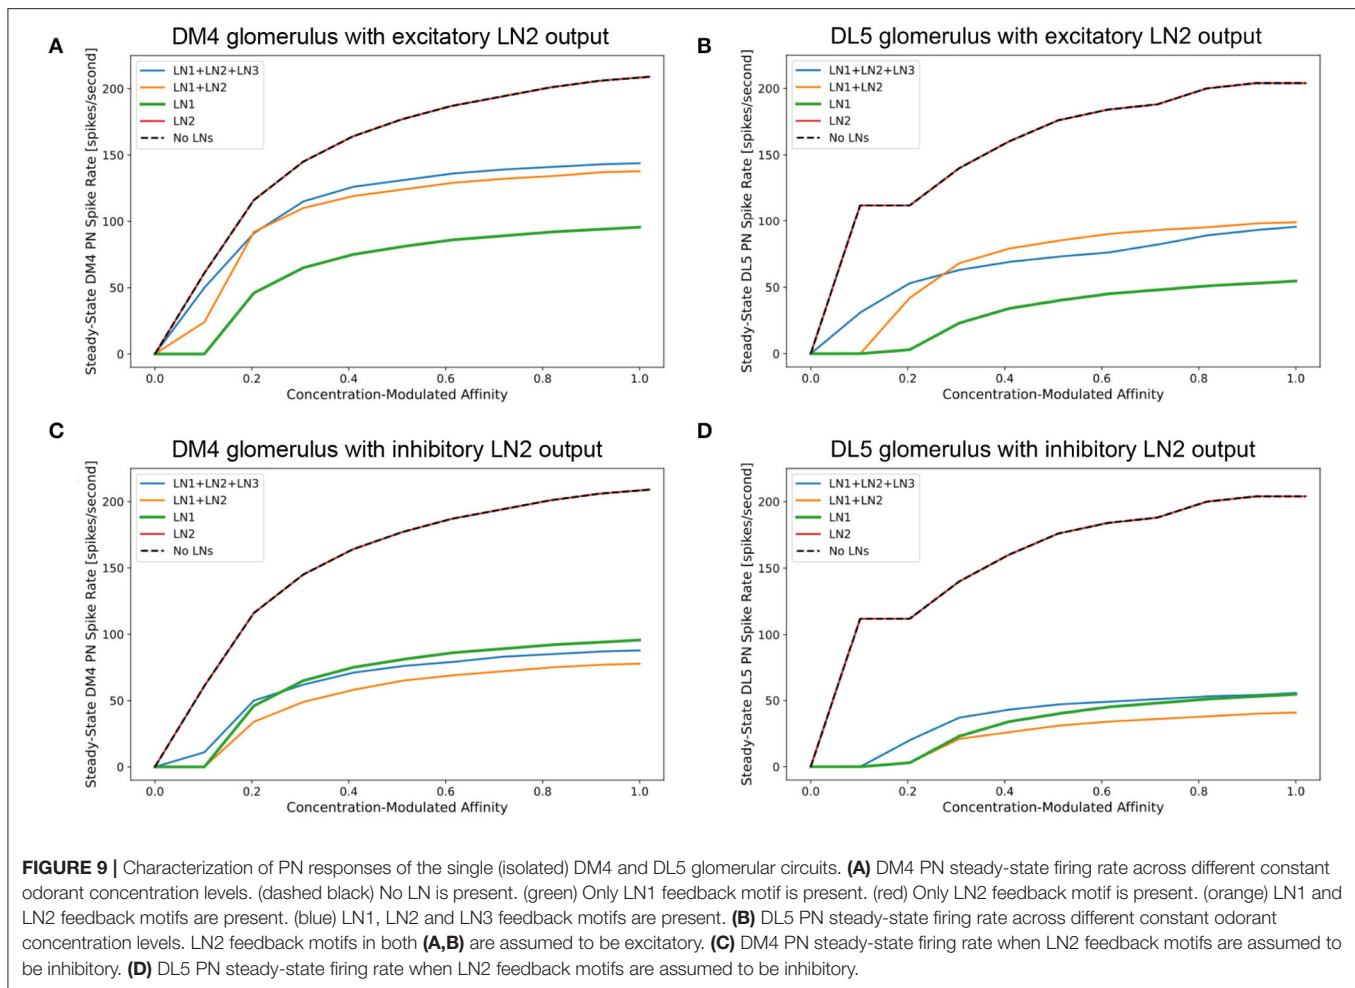 A
DM4 glomerulus with excitatory LN2 output
Steady-State DM4 PN Spike Rate [spikes/second]
200
150
100
50
0
LN1+LN2+LN3
LN1+LN2
LN1
LN2
No LNs
0.0 0.2 0.4 0.6 0.8 1.0
Concentration-Modulated Affinity
B
DL5 glomerulus with excitatory LN2 output
Steady-State DL5 PN Spike Rate [spikes/second]
200
150
100
50
0
LN1+LN2+LN3
LN1+LN2
LN1
LN2
No LNs
0.0 0.2 0.4 0.6 0.8 1.0
Concentration-Modulated Affinity
C
DM4 glomerulus with inhibitory LN2 output
Steady-State DM4 PN Spike Rate [spikes/second]
200
150
100
50
0
LN1+LN2+LN3
LN1+LN2
LN1
LN2
No LNs
0.0 0.2 0.4 0.6 0.8 1.0
Concentration-Modulated Affinity
D
DL5 glomerulus with inhibitory LN2 output
Steady-State DL5 PN Spike Rate [spikes/second]
200
150
100
50
0
LN1+LN2+LN3
LN1+LN2
LN1
LN2
No LNs
0.0 0.2 0.4 0.6 0.8 1.0
Concentration-Modulated Affinity
FIGURE 9 | Characterization of PN responses of the single (isolated) DM4 and DL5 glomerular circuits. (A) DM4 PN steady-state firing rate across different constant
odorant concentration levels. (dashed black) No LN is present. (green) Only LN1 feedback motif is present. (red) Only LN2 feedback motif is present. (orange) LN1 and
LN2 feedback motifs are present. (blue) LN1, LN2 and LN3 feedback motifs are present. (B) DL5 PN steady-state firing rate across different constant odorant
concentration levels. LN2 feedback motifs in both (A,B) are assumed to be excitatory. (C) DM4 PN steady-state firing rate when LN2 feedback motifs are assumed to
be inhibitory. (D) DL5 PN steady-state firing rate when LN2 feedback motifs are assumed to be inhibitory.